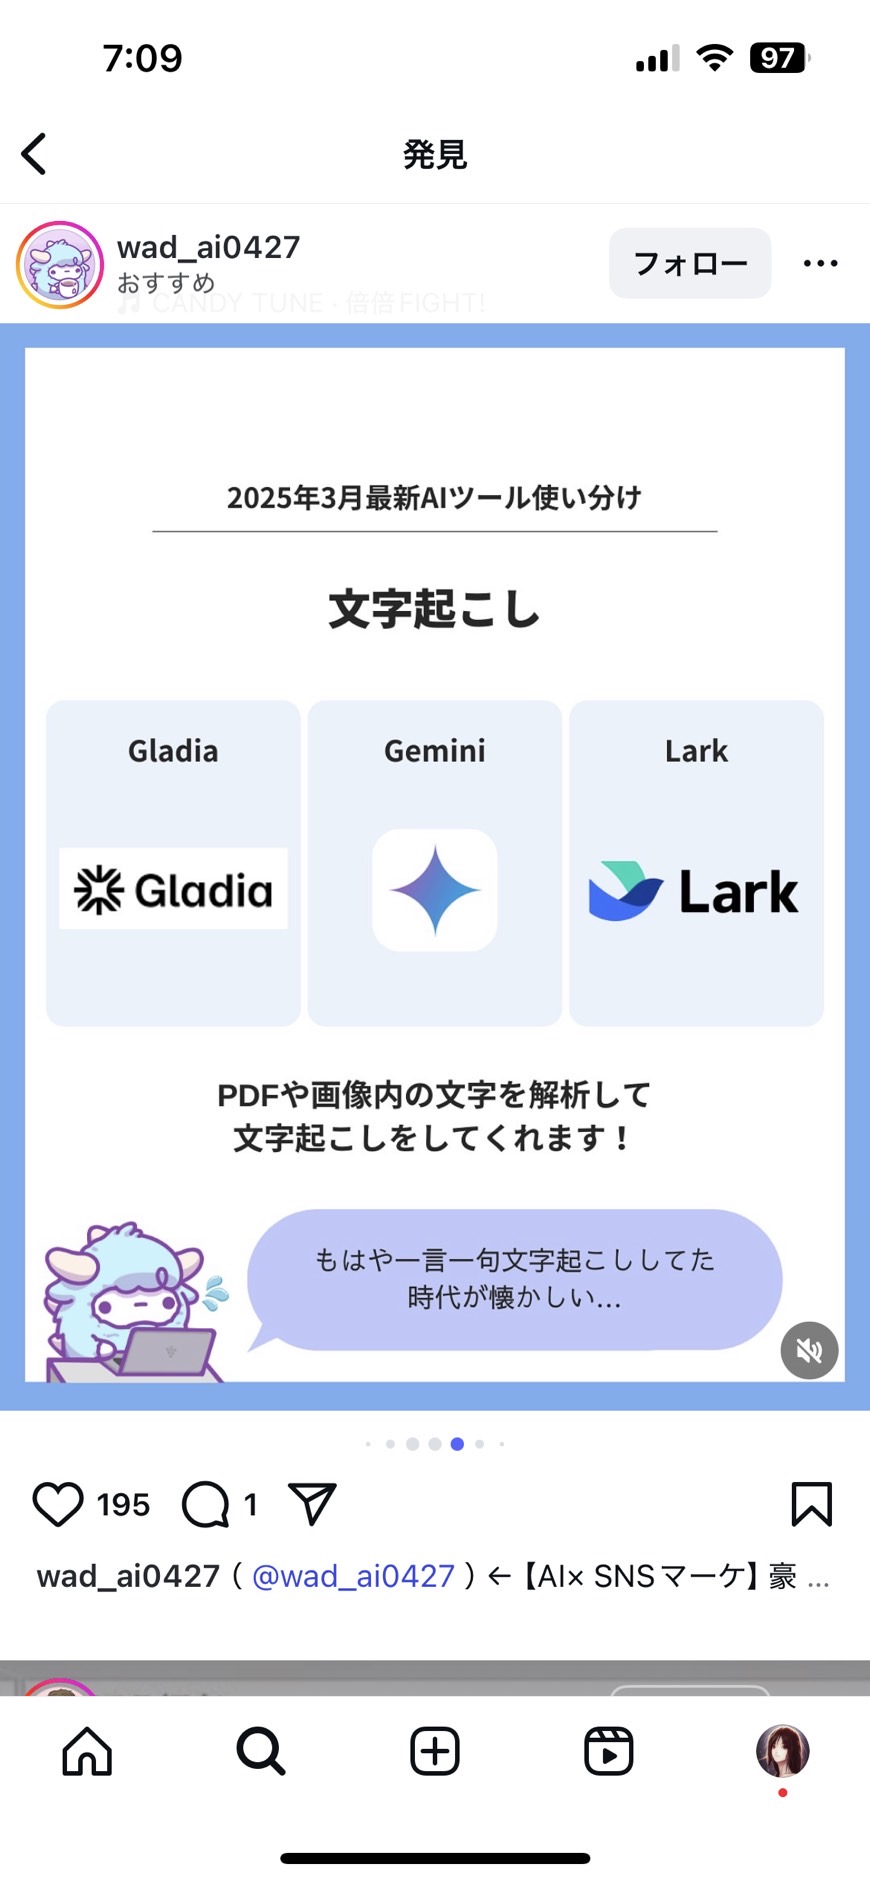 7:09
97
発見
wad_ai0427
おすすめ
フォロー
CANDY TUNE · 倍倍FIGHT!
2025年3月最新AIツール使い分け
文字起こし
Gladia
Gemini
Lark
Gladia
Lark
PDFや画像内の文字を解析して
文字起こしをしてくれます！
もはや一言一句文字起こししてた
時代が懐かしい...
195
1
wad_ai0427（ @wad_ai0427 ）←【AI× SNSマーケ】豪 ...